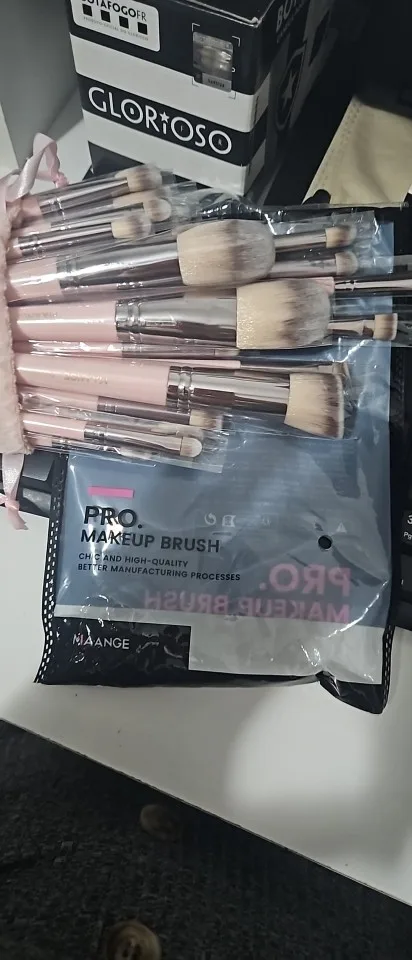 BOTAFOGOFR
GLORIOSO
PRO.
MAKEUP BRUSH
CHIC AND HIGH-QUALITY
BETTER MANUFACTURING PROCESSES
PRO.
MAKEUP BRUSH
MAANGE